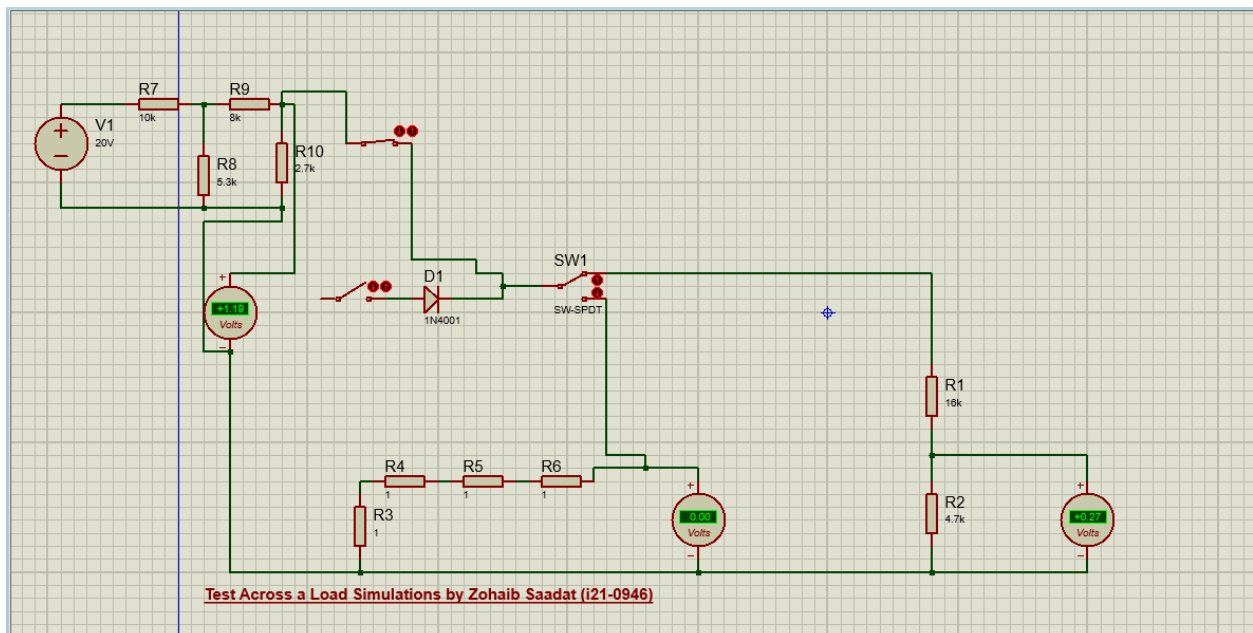 R7
10k
R9
8k
V1
20V
R8
5.3k
R10
2.7k
+1.19
Volts
D1
1N4001
SW1
SW-SPDT
R1
16k
R4
1
R5
1
R6
1
R3
1
0.00
Volts
R2
4.7k
+0.27
Volts
Test Across a Load Simulations by Zohaib Saadat (i21-0946)